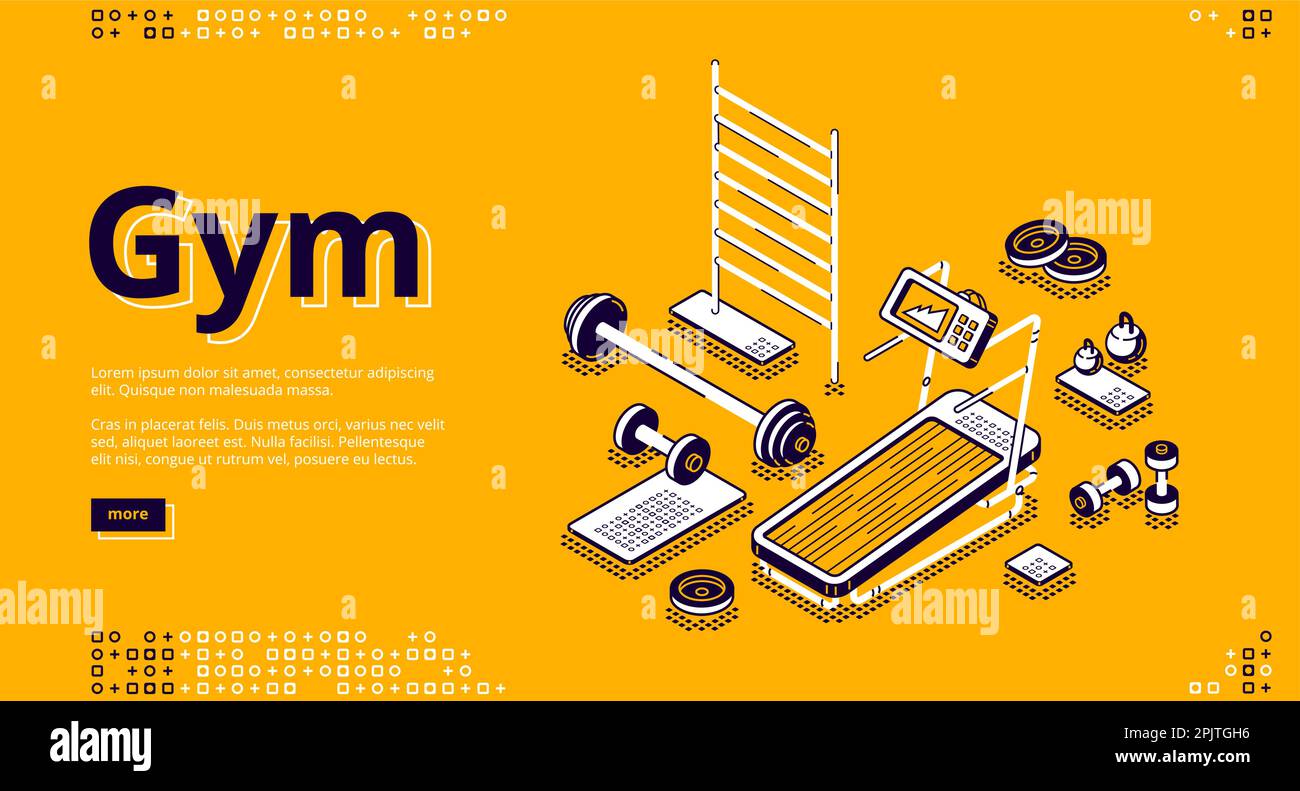 Gym
Lorem ipsum dolor sit amet, consectetur adipiscing
elit. Quisque non malesuada massa.
Cras in placerat felis. Duis metus orci, varius nec velit
sed, aliquet laoreet est. Nulla facilisi. Pellentesque
elit nisi, congue ut rutrum vel, posuere eu lectus.
more
a a a a a
alamy
a
a a
alamy
a a
alamy a alamy a
alamy
Image ID: 2PJTGH6
www.alamy.com